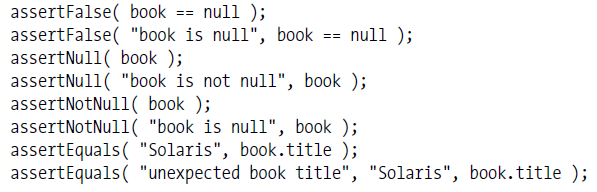 assertFalse( book == null );
assertFalse( "book is null", book == null );
assertNull( book );
assertNull( "book is not null", book );
assertNotNull( book );
assertNotNull( "book is null", book );
assertEquals( "Solaris", book.title );
assertEquals( "unexpected book title", "Solaris", book.title );